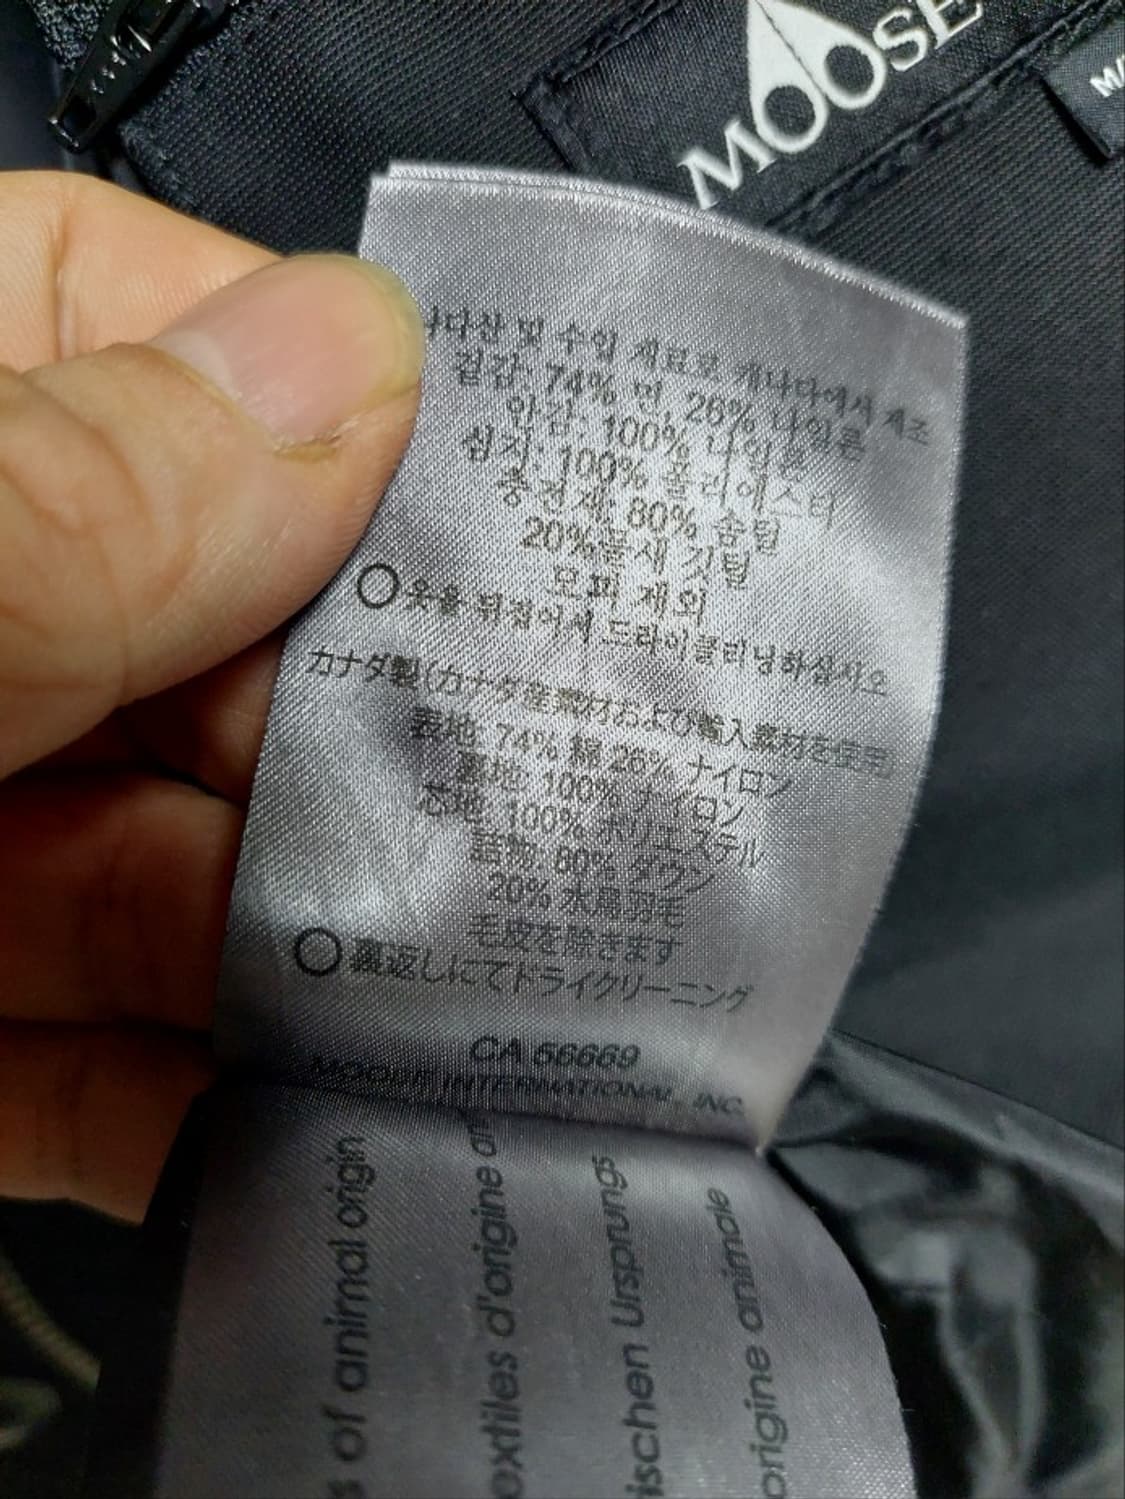 MOOSE
나다산 및 수입 재료로 캐나다에서 제조
겉감: 74% 면, 26% 나일론
안감: 100% 나일론
심지: 100% 폴리에스터
충전재: 80% 솜털
20%물새 깃털
모피 제외
옷을 뒤집어서 드라이클리닝하십시오
カナダ製(カナダ産素材および輸入素材を使用
表地: 74% 綿 26% ナイロン
裏地: 100% ナイロン
芯地: 100% ポリエステル
詰物: 80% ダウン
20% 水鳥羽毛
毛皮を除きます
裏返しにてドライクリーニング
CA 56669
INTERNATIONAL, INC.
of animal origin
d'origine
Ursprungs
origine animale